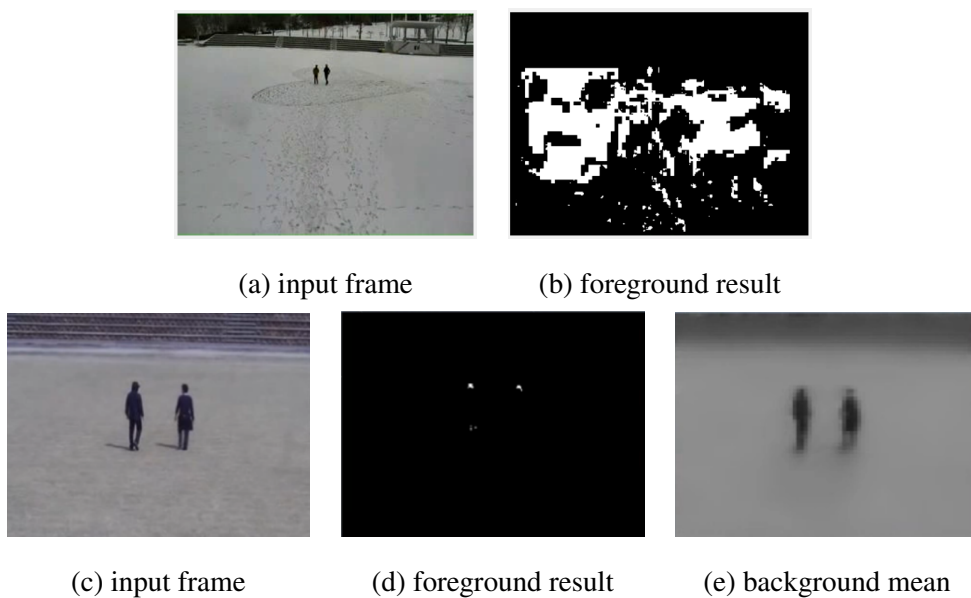 (a) input frame
(b) foreground result
(c) input frame
(d) foreground result
(e) background mean